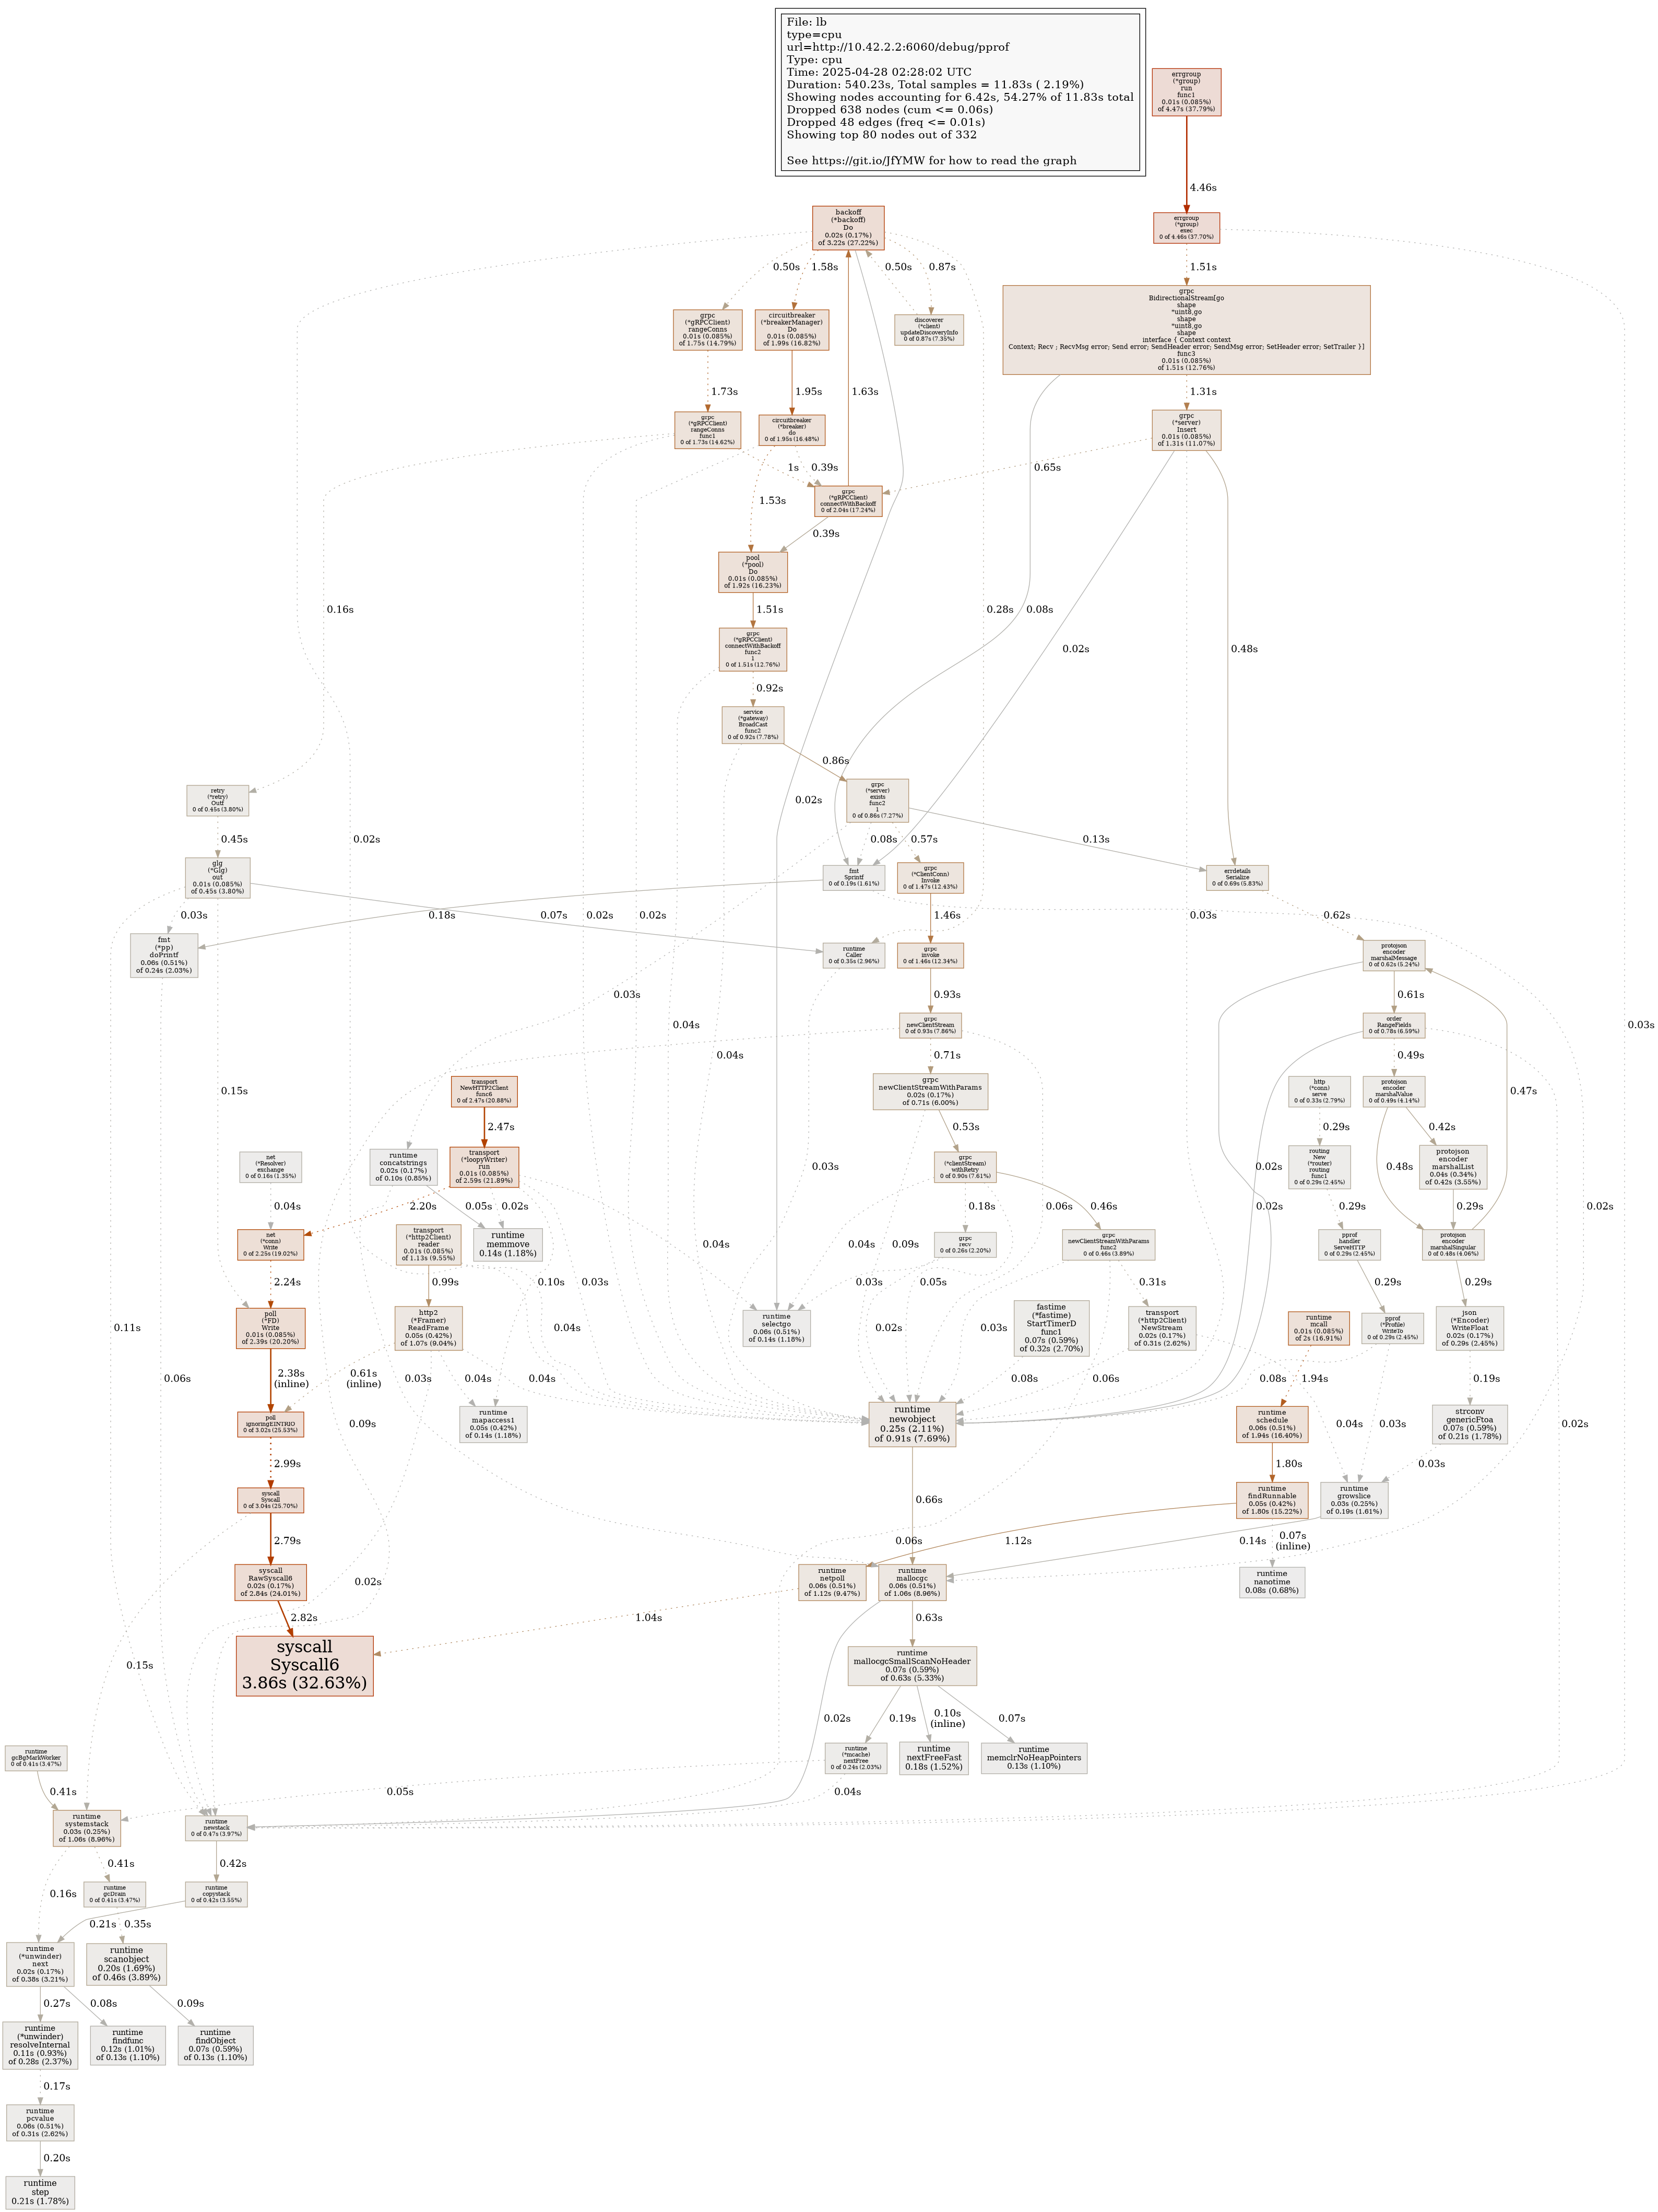 File: lb
type=cpu
url=http://10.42.2.2:6060/debug/pprof
Type: cpu
Time: 2025-04-28 02:28:02 UTC
Duration: 540.23s, Total samples = 11.83s ( 2.19%)
Showing nodes accounting for 6.42s, 54.27% of 11.83s total
Dropped 638 nodes (cum <= 0.06s)
Dropped 48 edges (freq <= 0.01s)
Showing top 80 nodes out of 332
See https://git.io/JfYMW for how to read the graph
errgroup
(*group)
run
func1
0.01s (0.085%)
of 4.47s (37.79%)
4.46s
backoff
(*backoff)
Do
0.02s (0.17%)
of 3.22s (27.22%)
errgroup
(*group)
exec
0 of 4.46s (37.70%)
0.50s
1.58s
0.50s
0.87s
1.51s
grpc
(*gRPCClient)
rangeConns
0.01s (0.085%)
of 1.75s (14.79%)
circuitbreaker
(*breakerManager)
Do
0.01s (0.085%)
of 1.99s (16.82%)
discoverer
(*client)
updateDiscoveryInfo
0 of 0.87s (7.35%)
grpc
BidirectionalStream[go
shape
*uint8,go
shape
*uint8,go
shape
interface { Context context
Context; Recv ; RecvMsg error; Send error; SendHeader error; SendMsg error; SetHeader error; SetTrailer }]
func3
0.01s (0.085%)
of 1.51s (12.76%)
1.73s
1.95s
1.63s
1.31s
grpc
(*gRPCClient)
rangeConns
func1
0 of 1.73s (14.62%)
circuitbreaker
(*breaker)
do
0 of 1.95s (16.48%)
grpc
(*server)
Insert
0.01s (0.085%)
of 1.31s (11.07%)
1s
0.39s
0.65s
grpc
(*gRPCClient)
connectWithBackoff
0 of 2.04s (17.24%)
1.53s
0.39s
pool
(*pool)
Do
0.01s (0.085%)
of 1.92s (16.23%)
0.16s
1.51s
0.28s
0.08s
0.02s
0.48s
grpc
(*gRPCClient)
connectWithBackoff
func2
1
0 of 1.51s (12.76%)
0.92s
service
(*gateway)
BroadCast
func2
0 of 0.92s (7.78%)
0.86s
retry
(*retry)
Outf
0 of 0.45s (3.80%)
0.02s
grpc
(*server)
exists
func2
1
0 of 0.86s (7.27%)
0.45s
0.02s
0.08s
0.57s
0.13s
glg
(*Glg)
out
0.01s (0.085%)
of 0.45s (3.80%)
fmt
Sprintf
0 of 0.19s (1.61%)
grpc
(*ClientConn)
Invoke
0 of 1.47s (12.43%)
errdetails
Serialize
0 of 0.69s (5.83%)
0.03s
0.18s
0.07s
0.02s
0.02s
1.46s
0.03s
0.62s
fmt
(*pp)
doPrintf
0.06s (0.51%)
of 0.24s (2.03%)
runtime
Caller
0 of 0.35s (2.96%)
grpc
invoke
0 of 1.46s (12.34%)
protojson
encoder
marshalMessage
0 of 0.62s (5.24%)
0.03s
0.93s
0.61s
0.04s
0.03s
grpc
newClientStream
0 of 0.93s (7.86%)
order
RangeFields
0 of 0.78s (6.59%)
0.04s
0.71s
0.49s
transport
NewHTTP2Client
func6
0 of 2.47s (20.88%)
grpc
newClientStreamWithParams
0.02s (0.17%)
of 0.71s (6.00%)
http
(*conn)
serve
0 of 0.33s (2.79%)
protojson
encoder
marshalValue
0 of 0.49s (4.14%)
0.47s
0.15s
2.47s
0.53s
0.29s
0.42s
net
(*Resolver)
exchange
0 of 0.16s (1.35%)
runtime
concatstrings
0.02s (0.17%)
of 0.10s (0.85%)
transport
(*loopyWriter)
run
0.01s (0.085%)
of 2.59s (21.89%)
0.03s
grpc
(*clientStream)
withRetry
0 of 0.90s (7.61%)
routing
New
(*router)
routing
func1
0 of 0.29s (2.45%)
0.48s
protojson
encoder
marshalList
0.04s (0.34%)
of 0.42s (3.55%)
0.02s
0.02s
0.04s
2.20s
0.05s
0.02s
0.06s
0.18s
0.46s
0.29s
0.29s
0.02s
net
(*conn)
Write
0 of 2.25s (19.02%)
transport
(*http2Client)
reader
0.01s (0.085%)
of 1.13s (9.55%)
runtime
memmove
0.14s (1.18%)
0.04s
0.04s
0.09s
grpc
recv
0 of 0.26s (2.20%)
grpc
newClientStreamWithParams
func2
0 of 0.46s (3.89%)
pprof
handler
ServeHTTP
0 of 0.29s (2.45%)
protojson
encoder
marshalSingular
0 of 0.48s (4.06%)
2.24s
0.99s
0.10s
0.03s
0.03s
0.05s
0.31s
0.29s
0.29s
poll
(*FD)
Write
0.01s (0.085%)
of 2.39s (20.20%)
http2
(*Framer)
ReadFrame
0.05s (0.42%)
of 1.07s (9.04%)
0.11s
0.04s
runtime
selectgo
0.06s (0.51%)
of 0.14s (1.18%)
0.02s
0.03s
fastime
(*fastime)
StartTimerD
func1
0.07s (0.59%)
of 0.32s (2.70%)
transport
(*http2Client)
NewStream
0.02s (0.17%)
of 0.31s (2.62%)
runtime
mcall
0.01s (0.085%)
of 2s (16.91%)
pprof
(*Profile)
WriteTo
0 of 0.29s (2.45%)
json
(*Encoder)
WriteFloat
0.02s (0.17%)
of 0.29s (2.45%)
0.06s
2.38s
(inline)
0.61s
(inline)
0.03s
0.04s
0.04s
0.08s
0.06s
0.08s
1.94s
0.19s
poll
ignoringEINTRIO
0 of 3.02s (25.53%)
0.09s
runtime
mapaccess1
0.05s (0.42%)
of 0.14s (1.18%)
runtime
newobject
0.25s (2.11%)
of 0.91s (7.69%)
runtime
schedule
0.06s (0.51%)
of 1.94s (16.40%)
0.04s
0.03s
strconv
genericFtoa
0.07s (0.59%)
of 0.21s (1.78%)
0.02s
2.99s
1.80s
0.03s
syscall
Syscall
0 of 3.04s (25.70%)
0.66s
runtime
findRunnable
0.05s (0.42%)
of 1.80s (15.22%)
runtime
growslice
0.03s (0.25%)
of 0.19s (1.61%)
2.79s
0.06s
1.12s
0.14s
0.07s
(inline)
syscall
RawSyscall6
0.02s (0.17%)
of 2.84s (24.01%)
0.02s
runtime
netpoll
0.06s (0.51%)
of 1.12s (9.47%)
runtime
mallocgc
0.06s (0.51%)
of 1.06s (8.96%)
runtime
nanotime
0.08s (0.68%)
2.82s
1.04s
0.63s
0.15s
syscall
Syscall6
3.86s (32.63%)
runtime
mallocgcSmallScanNoHeader
0.07s (0.59%)
of 0.63s (5.33%)
0.02s
0.19s
0.10s
(inline)
0.07s
runtime
gcBgMarkWorker
0 of 0.41s (3.47%)
runtime
(*mcache)
nextFree
0 of 0.24s (2.03%)
runtime
nextFreeFast
0.18s (1.52%)
runtime
memclrNoHeapPointers
0.13s (1.10%)
0.41s
0.05s
0.04s
runtime
systemstack
0.03s (0.25%)
of 1.06s (8.96%)
runtime
newstack
0 of 0.47s (3.97%)
0.41s
0.42s
0.16s
runtime
gcDrain
0 of 0.41s (3.47%)
runtime
copystack
0 of 0.42s (3.55%)
0.21s
0.35s
runtime
(*unwinder)
next
0.02s (0.17%)
of 0.38s (3.21%)
runtime
scanobject
0.20s (1.69%)
of 0.46s (3.89%)
0.27s
0.08s
0.09s
runtime
(*unwinder)
resolveInternal
0.11s (0.93%)
of 0.28s (2.37%)
runtime
findfunc
0.12s (1.01%)
of 0.13s (1.10%)
runtime
findObject
0.07s (0.59%)
of 0.13s (1.10%)
0.17s
runtime
pcvalue
0.06s (0.51%)
of 0.31s (2.62%)
0.20s
runtime
step
0.21s (1.78%)